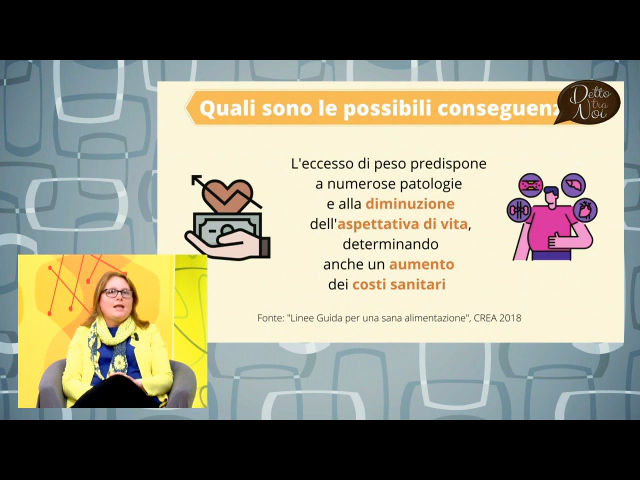 Quali sono le possibili conseguenz
Detto
tra
Noi
L'eccesso di peso predispone
a numerose patologie
e alla diminuzione
dell'aspettativa di vita,
determinando
anche un aumento
dei costi sanitari
Fonte: "Linee Guida per una sana alimentazione", CREA 2018